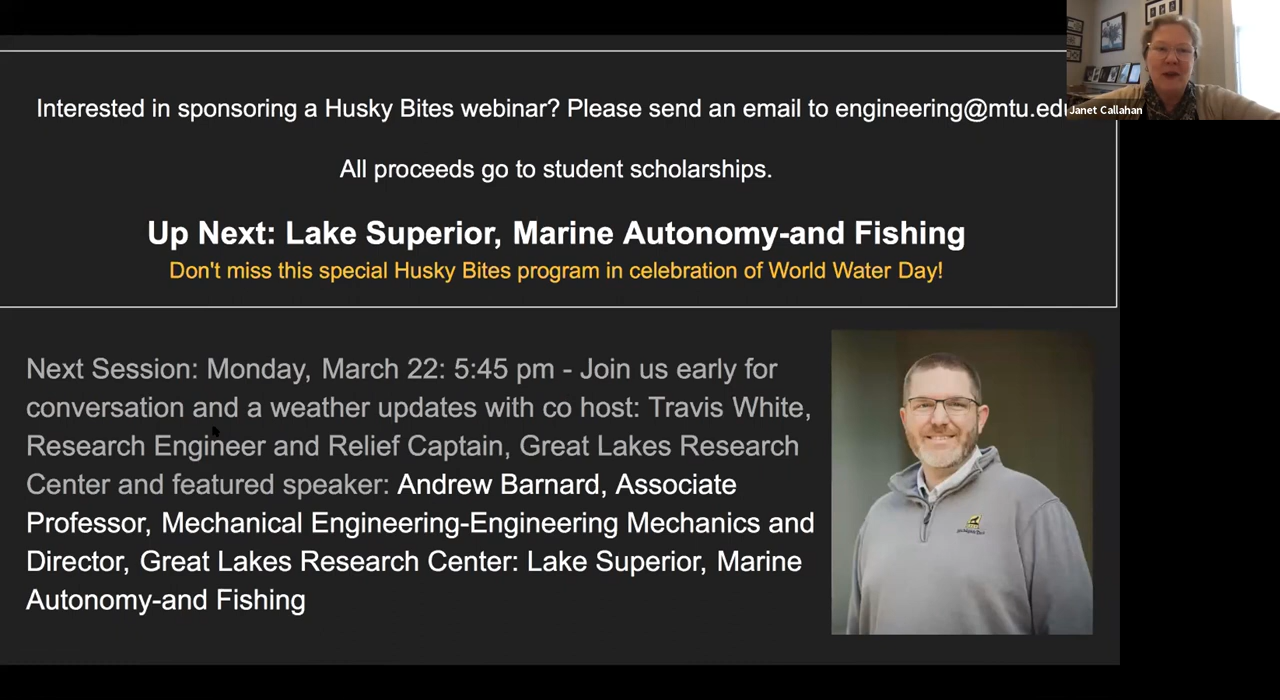 Interested in sponsoring a Husky Bites webinar? Please send an email to engineering@mtu.edu
Janet Callahan
All proceeds go to student scholarships.
Up Next: Lake Superior, Marine Autonomy-and Fishing
Don't miss this special Husky Bites program in celebration of World Water Day!
Next Session: Monday, March 22: 5:45 pm - Join us early for
conversation and a weather updates with co host: Travis White,
Research Engineer and Relief Captain, Great Lakes Research
Center and featured speaker: Andrew Barnard, Associate
Professor, Mechanical Engineering-Engineering Mechanics and
Director, Great Lakes Research Center: Lake Superior, Marine
Autonomy-and Fishing